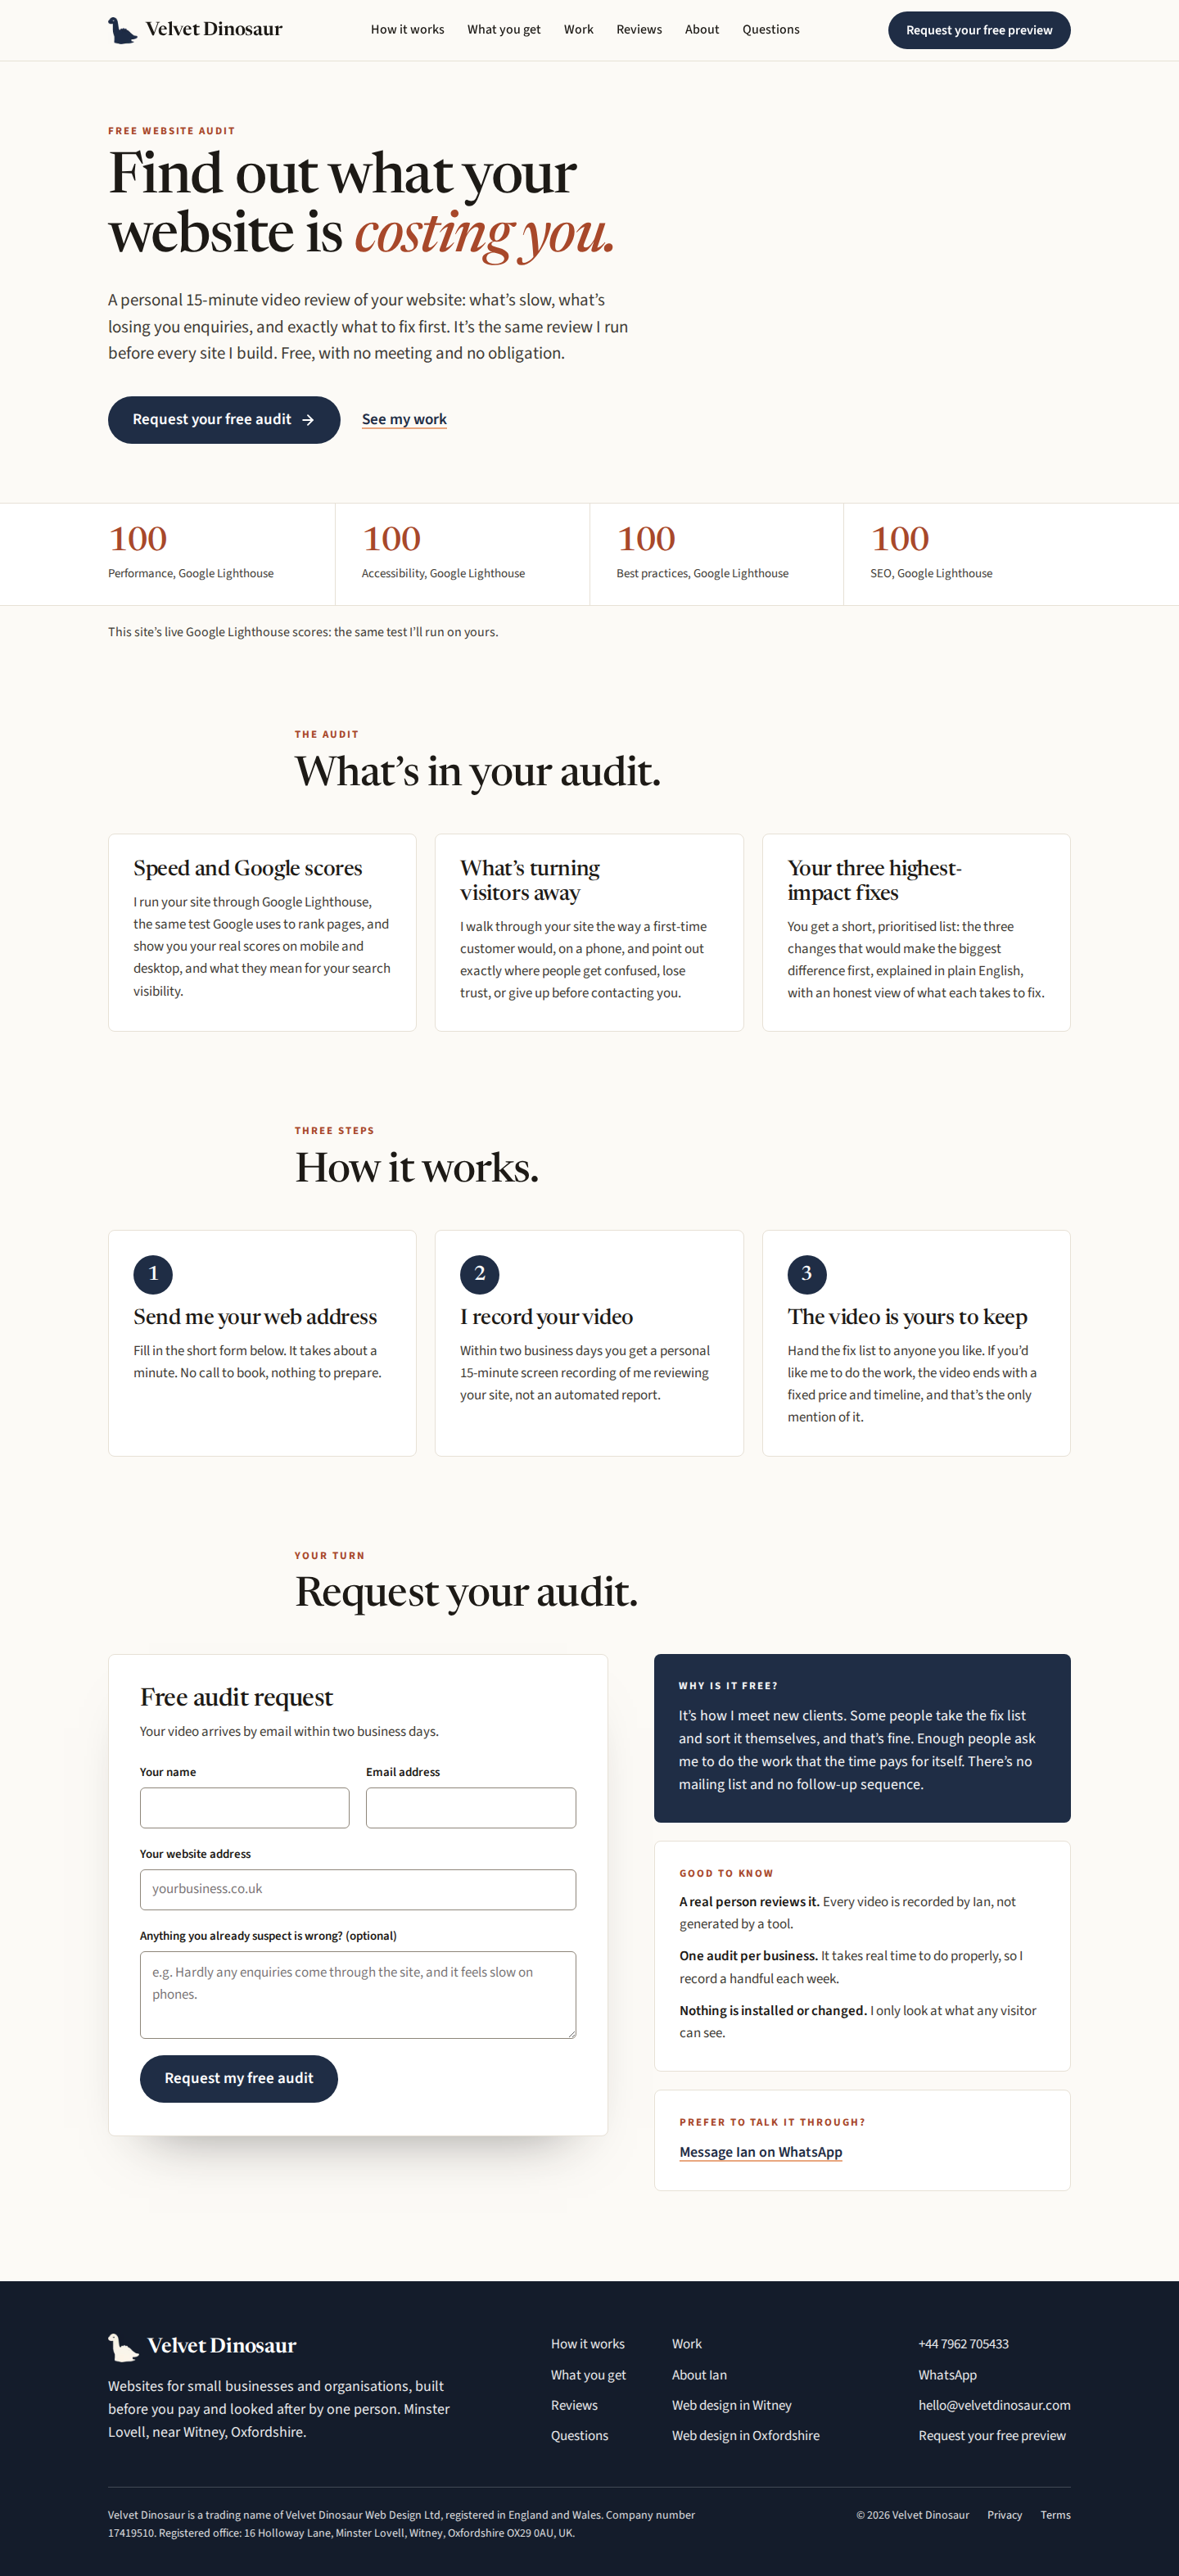 Velvet Dinosaur
How it works
What you get
Work
Reviews
About
Questions
Request your free preview
FREE WEBSITE AUDIT
Find out what your
website is costing you.
A personal 15-minute video review of your website: what’s slow, what’s
losing you enquiries, and exactly what to fix first. It’s the same review I run
before every site I build. Free, with no meeting and no obligation.
Request your free audit →
See my work
100
Performance, Google Lighthouse
100
Accessibility, Google Lighthouse
100
Best practices, Google Lighthouse
100
SEO, Google Lighthouse
This site’s live Google Lighthouse scores: the same test I’ll run on yours.
THE AUDIT
What’s in your audit.
Speed and Google scores
I run your site through Google Lighthouse,
the same test Google uses to rank pages, and
show you your real scores on mobile and
desktop, and what they mean for your search
visibility.
What’s turning
visitors away
I walk through your site the way a first-time
customer would, on a phone, and point out
exactly where people get confused, lose
trust, or give up before contacting you.
Your three highest-
impact fixes
You get a short, prioritised list: the three
changes that would make the biggest
difference first, explained in plain English,
with an honest view of what each takes to fix.
THREE STEPS
How it works.
1
Send me your web address
Fill in the short form below. It takes about a
minute. No call to book, nothing to prepare.
2
I record your video
Within two business days you get a personal
15-minute screen recording of me reviewing
your site, not an automated report.
3
The video is yours to keep
Hand the fix list to anyone you like. If you’d
like me to do the work, the video ends with a
fixed price and timeline, and that’s the only
mention of it.
YOUR TURN
Request your audit.
Free audit request
Your video arrives by email within two business days.
Your name
Email address
Your website address
yourbusiness.co.uk
Anything you already suspect is wrong? (optional)
e.g. Hardly any enquiries come through the site, and it feels slow on
phones.
Request my free audit
WHY IS IT FREE?
It’s how I meet new clients. Some people take the fix list
and sort it themselves, and that’s fine. Enough people ask
me to do the work that the time pays for itself. There’s no
mailing list and no follow-up sequence.
GOOD TO KNOW
A real person reviews it. Every video is recorded by Ian, not
generated by a tool.
One audit per business. It takes real time to do properly, so I
record a handful each week.
Nothing is installed or changed. I only look at what any visitor
can see.
PREFER TO TALK IT THROUGH?
Message Ian on WhatsApp
Velvet Dinosaur
Websites for small businesses and organisations, built
before you pay and looked after by one person. Minster
Lovell, near Witney, Oxfordshire.
How it works
What you get
Reviews
Questions
Work
About Ian
Web design in Witney
Web design in Oxfordshire
+44 7962 705433
WhatsApp
hello@velvetdinosaur.com
Request your free preview
Velvet Dinosaur is a trading name of Velvet Dinosaur Web Design Ltd, registered in England and Wales. Company number
17419510. Registered office: 16 Holloway Lane, Minster Lovell, Witney, Oxfordshire OX29 0AU, UK.
© 2026 Velvet Dinosaur
Privacy
Terms